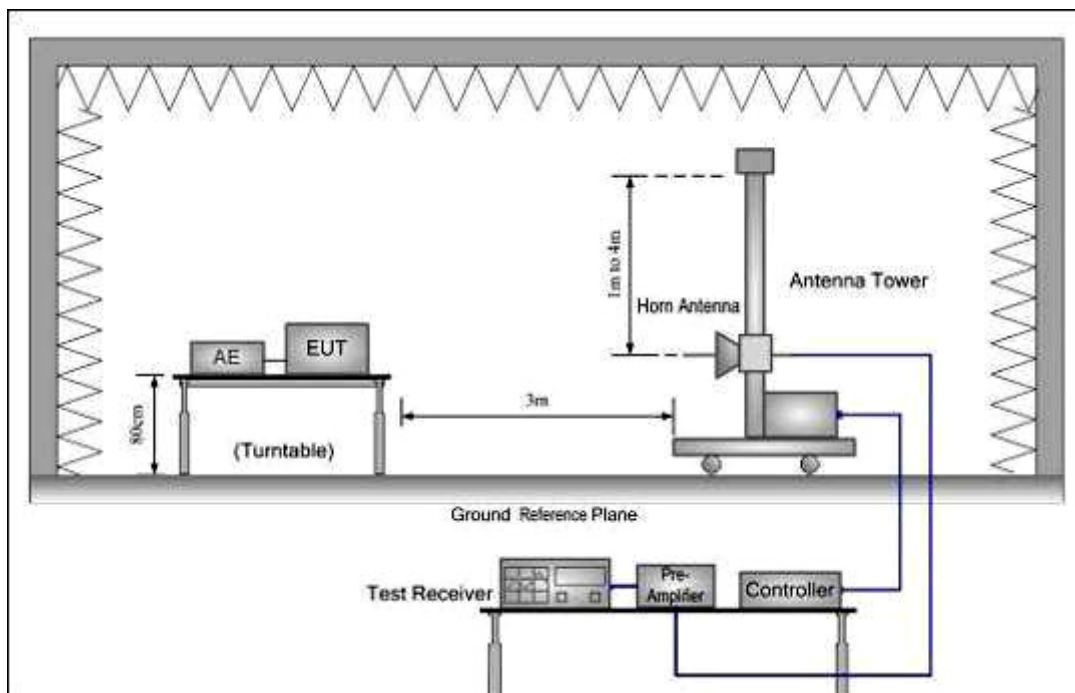 1m to 4m
Antenna Tower
Horn Antenna
AE
EUT
3m
80cm
(Turntable)
Ground Reference Plane
Test Receiver
Pre-
Amplifier
Controller